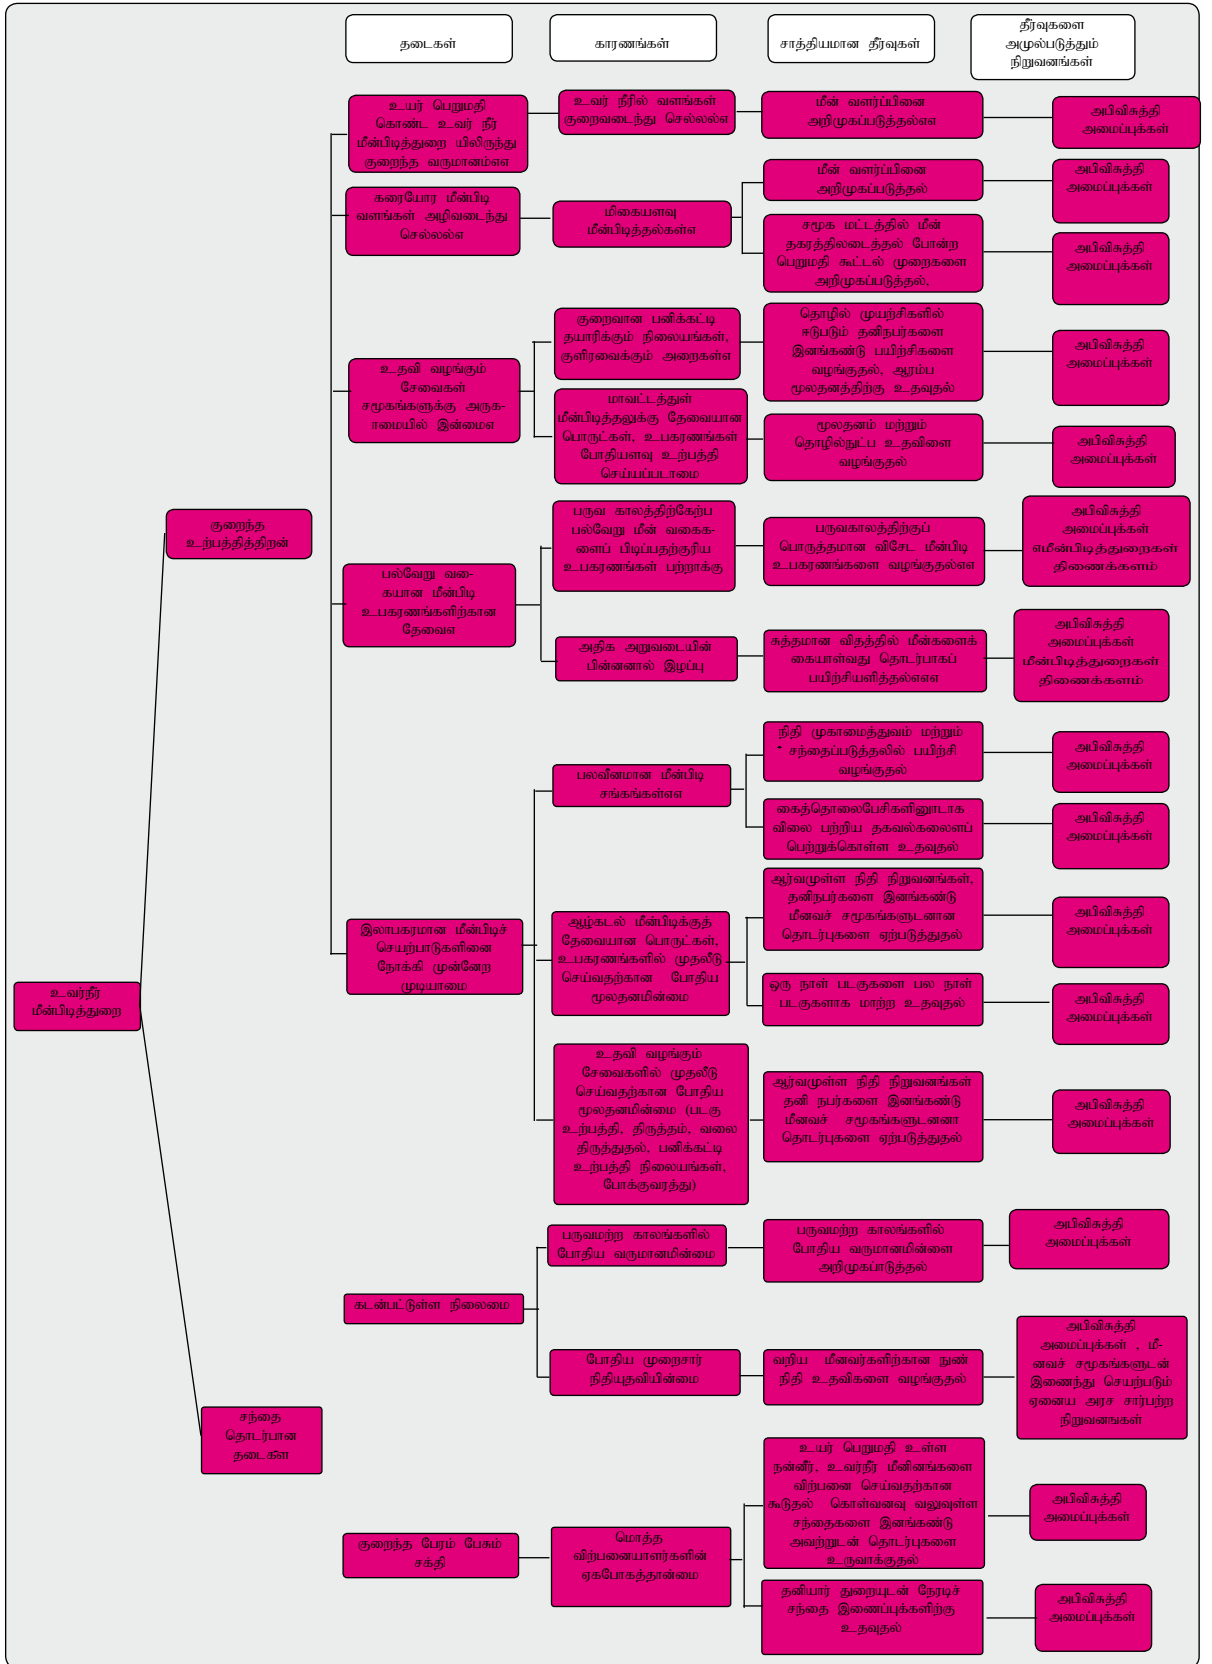 தடைகள்
காரணங்கள்
சாத்தியமான தீர்வுகள்
தீர்வுகளை
அமுல்படுத்தும்
நிறுவனங்கள்
உயர் பெறுமதி
கொண்ட உவர் நீர்
மீன்பிடித்துறை யிலிருந்து
குறைந்த வருமானம்எஎ
உவர் நீரில் வளங்கள்
குறைவடைந்து செல்லல்எ
மீன் வளர்ப்பினை
அறிமுகப்படுத்தல்எஎ
அபிவிசுத்தி
அமைப்புக்கள்
கரையோர மீன்பிடி
வளங்கள் அழிவடைந்து
செல்லல்எ
மிகையளவு
மீன்பிடித்தல்கள்எ
மீன் வளர்ப்பினை
அறிமுகப்படுத்தல்
அபிவிசுத்தி
அமைப்புக்கள்
சமூக மட்டத்தில் மீன்
தகரத்திலடைத்தல் போன்ற
பெறுமதி கூட்டல் முறைகளை
அறிமுகப்படுத்தல்,
அபிவிசுத்தி
அமைப்புக்கள்
உதவி வழங்கும்
சேவைகள்
சமூகங்களுக்கு அருக-
ாமையில் இன்மைஎ
குறைவான பனிக்கட்டி
தயாரிக்கும் நிலையங்கள்,
குளிரவைக்கும் அறைகள்எ
தொழில் முயற்சிகளில்
ஈடுபடும் தனிநபர்களை
இனங்கண்டு பயிற்சிகளை
வழங்குதல், ஆரம்ப
மூலதனத்திற்கு உதவுதல்
அபிவிசுத்தி
அமைப்புக்கள்
மாவட்டத்துள்
மீன்பிடித்தலுக்கு தேவையான
பொருட்கள், உபகரணங்கள்
போதியளவு உற்பத்தி
செய்யப்படாமை
மூலதனம் மற்றும்
தொழில்நுட்ப உதவிளை
வழங்குதல்
அபிவிசுத்தி
அமைப்புக்கள்
குறைந்த
உற்பத்தித்திறன்
பல்வேறு வகை-
கயான மீன்பிடி
உபகரணங்களிற்கான
தேவைஎ
பருவ காலத்திற்கேற்ப
பல்வேறு மீன் வகைக-
ளைப் பிடிப்பதற்குரிய
உபகரணங்கள் பற்றாக்கு
பருவகாலத்திற்குப்
பொருத்தமான விசேட மீன்பிடி
உபகரணங்களை வழங்குதல்எஎ
அபிவிசுத்தி
அமைப்புக்கள்
எமீன்பிடித்துறைகள்
திணைக்களம்
அதிக அறுவடையின்
பின்னனால் இழப்பு
சுத்தமான விதத்தில் மீன்களைக்
கையாள்வது தொடர்பாகப்
பயிற்சியளித்தல்எஎஎ
அபிவிசுத்தி
அமைப்புக்கள்
மீன்பிடித்துறைகள்
திணைக்களம்
இலாபகரமான மீன்பிடிச்
செயற்பாடுகளினை
நோக்கி முன்னேற
முடியாமை
பலவீனமான மீன்பிடி
சங்கங்கள்எஎ
நிதி முகாமைத்துவம் மற்றும்
சந்தைப்படுத்தலில் பயிற்சி
வழங்குதல்
அபிவிசுத்தி
அமைப்புக்கள்
கைத்தொலைபேசிகளினூடாக
விலை பற்றிய தகவல்கலைளப்
பெற்றுக்கொள்ள உதவுதல்
அபிவிசுத்தி
அமைப்புக்கள்
ஆழ்கடல் மீன்பிடிக்குத்
தேவையான பொருட்கள்,
உபகரணங்களில் முதலீடு
செய்வதற்கான போதிய
மூலதனமின்மை
ஆர்வமுள்ள நிதி நிறுவனங்கள்,
தனிநபர்களை இனங்கண்டு
மீனவச் சமூகங்களுடனான
தொடர்புகளை ஏற்படுத்துதல்
அபிவிசுத்தி
அமைப்புக்கள்
ஒரு நாள் படகுகளை பல நாள்
படகுகளாக மாற்ற உதவுதல்
அபிவிசுத்தி
அமைப்புக்கள்
உவர்நீர்
மீன்பிடித்துறை
உதவி வழங்கும்
சேவைகளில் முதலீடு
செய்வதற்கான போதிய
மூலதனமின்மை (படகு
உற்பத்தி, திருத்தம், வலை
திருத்துதல், பனிக்கட்டி
உற்பத்தி நிலையங்கள்,
போக்குவரத்து)
ஆர்வமுள்ள நிதி நிறுவனங்கள்
தனி நபர்களை இனங்கண்டு
மீனவச் சமூகங்களுடனனா
தொடர்புகளை ஏற்படுத்துதல்
அபிவிசுத்தி
அமைப்புக்கள்
கடன்பட்டுள்ள நிலைமை
பருவமற்ற காலங்களில்
போதிய வருமானமின்மை
பருவமற்ற காலங்களில்
போதிய வருமானமின்ளை
அறிமுகப்ாடுத்தல்
அபிவிசுத்தி
அமைப்புக்கள்
போதிய முறைசார்
நிதியுதவியின்மை
வறிய மீனவர்களிற்கான நுண்
நிதி உதவிகளை வழங்குதல்
அபிவிசுத்தி
அமைப்புக்கள் , மீ-
னவச் சமூகங்களுடன்
இணைந்து செயற்படும்
ஏனைய அரச சார்பற்ற
நிறுவனஙகள்
சந்தை
தொடர்பான
தடைகள
குறைந்த பேரம் பேசும்
சக்தி
மொத்த
விற்பனையாளர்களின்
ஏகபோகத்தான்மை
உயர் பெறுமதி உள்ள
நன்னீர், உவர்நீர் மீனினங்களை
விற்பனை செய்வதற்கான
கூடுதல் கொள்வனவு வலுவுள்ள
சந்தைகளை இனங்கண்டு
அவற்றுடன் தொடர்புகளை
உருவாக்குதல்
அபிவிசுத்தி
அமைப்புக்கள்
தனியார் துறையுடன் நேரடிச்
சந்தை இணைப்புக்களிற்கு
உதவுதல்
அபிவிசுத்தி
அமைப்புக்கள்